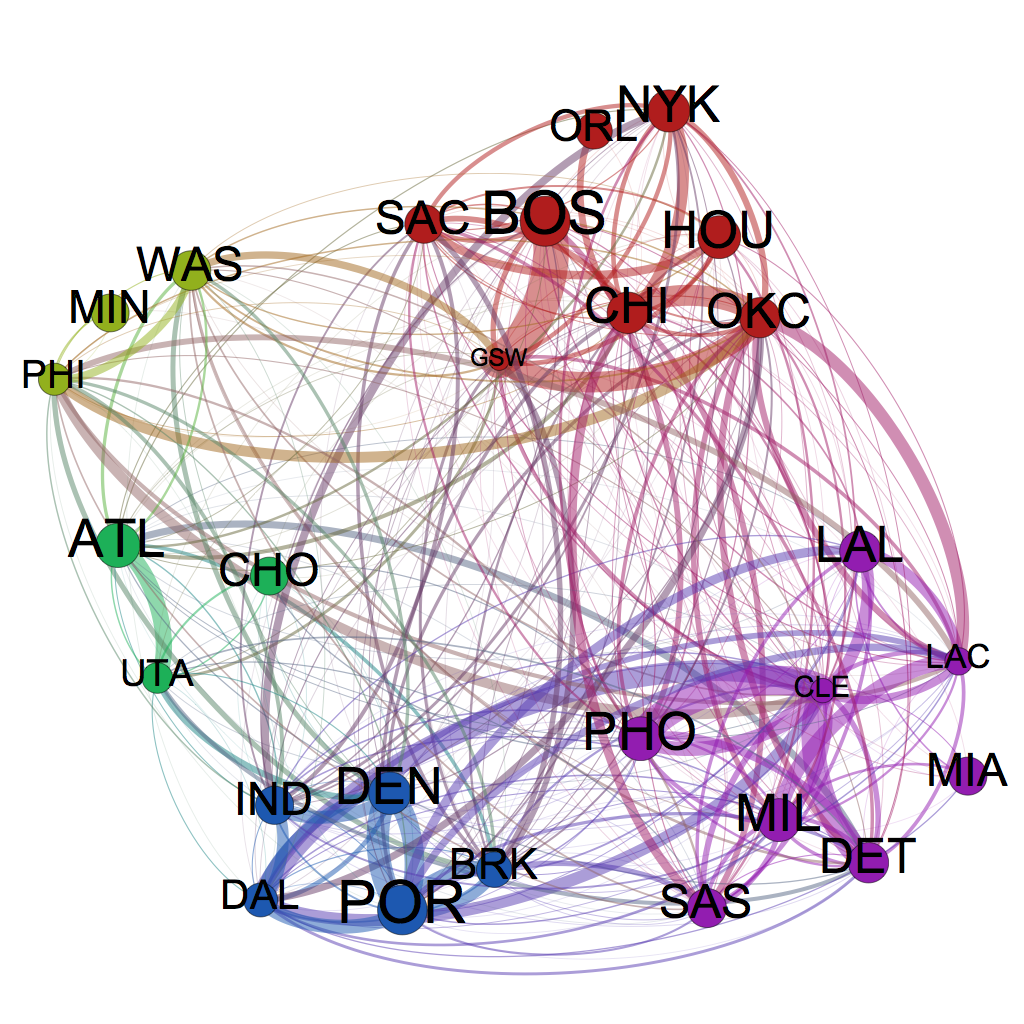 NYK
ORL
SAC
BOS
HOU
WAS
MIN
CHI
OKC
GSW
PHI
ATL
CHO
LAL
UTA
LAC
CLE
PHO
MIA
IND
DEN
MIL
DET
BRK
DAL
POR
SAS